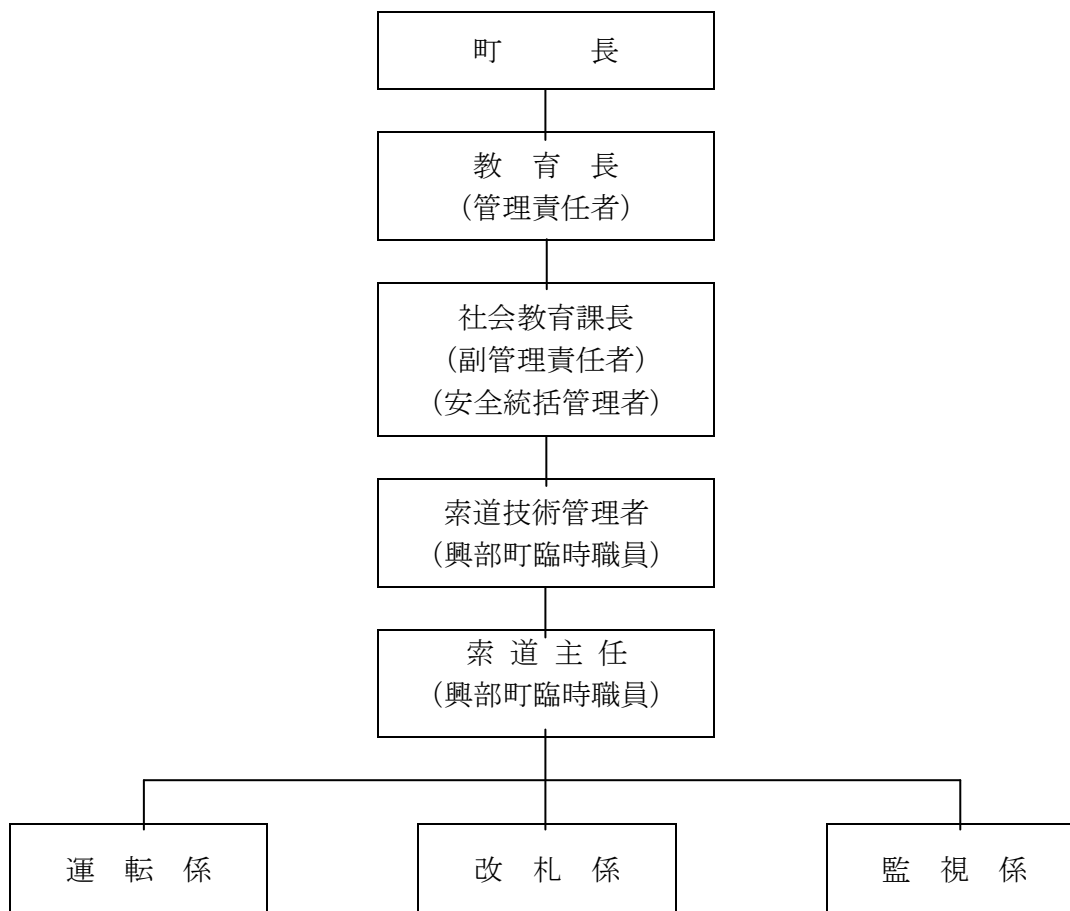 町　　　長
教　育　長
（管理責任者）
社会教育課長
（副管理責任者）
（安全統括管理者）
索道技術管理者
（興部町臨時職員）
索 道 主 任
（興部町臨時職員）
運　転　係
改　札　係
監　視　係